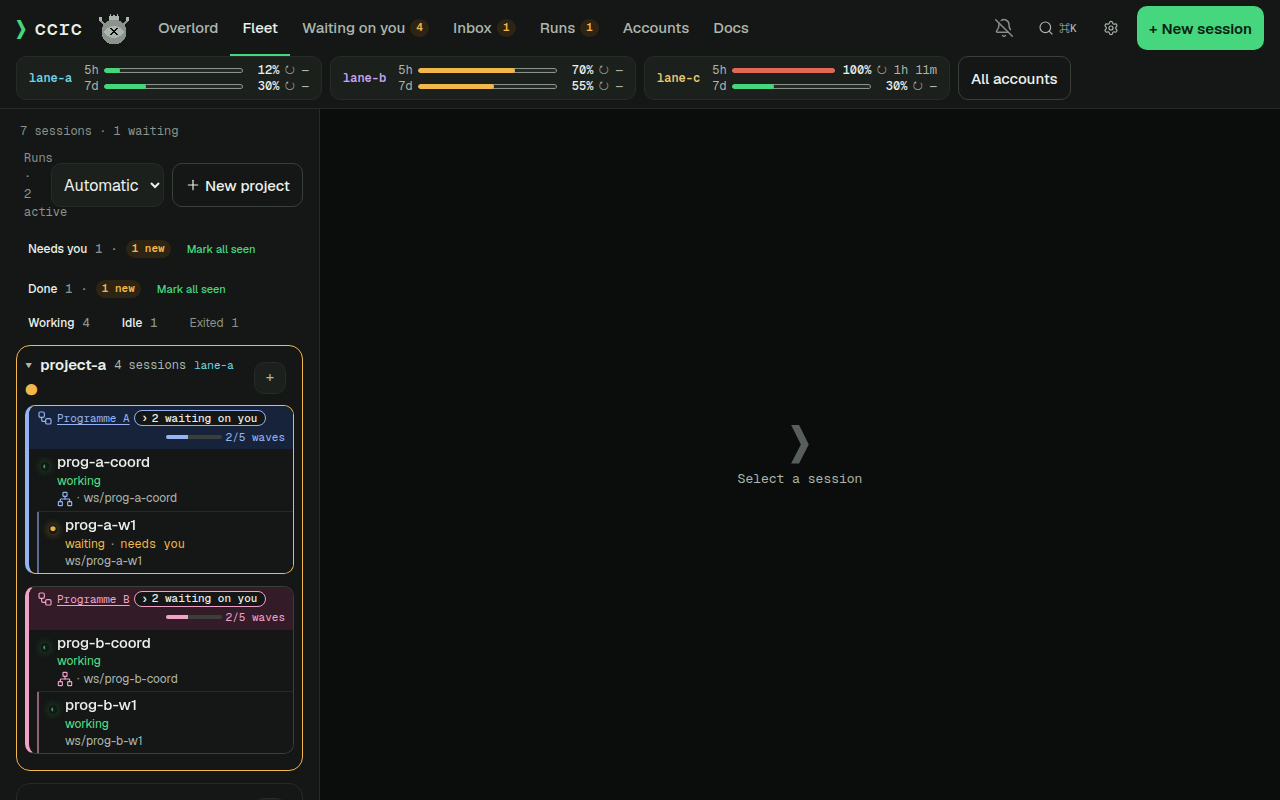 ❯ ccrc Overlord Fleet Waiting on you 4 Inbox 1 Runs 1 Accounts Docs ⌘K + New session
lane-a 5h 12% ↻ – 7d 30% ↻ –
lane-b 5h 70% ↻ – 7d 55% ↻ –
lane-c 5h 100% ↻ 1h 11m 7d 30% ↻ –
All accounts
7 sessions · 1 waiting
Runs · 2 active
Automatic
+ New project
Needs you 1 · 1 new Mark all seen
Done 1 · 1 new Mark all seen
Working 4 Idle 1 Exited 1
▾ project-a 4 sessions lane-a +
Programme A › 2 waiting on you
2/5 waves
prog-a-coord
working
· ws/prog-a-coord
prog-a-w1
waiting · needs you
ws/prog-a-w1
Programme B › 2 waiting on you
2/5 waves
prog-b-coord
working
· ws/prog-b-coord
prog-b-w1
working
ws/prog-b-w1
❯
Select a session